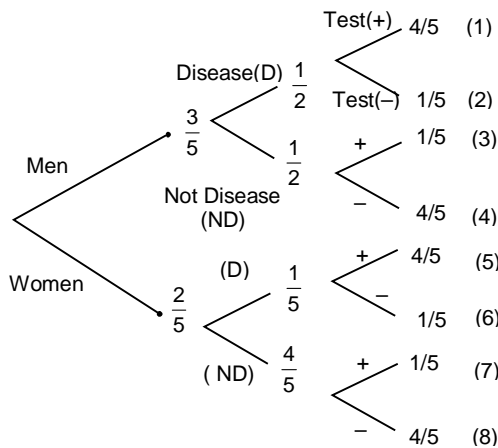 Test(+) 4/5 (1)
Disease(D) 1/2
Test(–) 1/5 (2)
3/5
+ 1/5 (3)
Men
1/2
Not Disease
(ND)
– 4/5 (4)
(D)
+ 4/5 (5)
Women
1/5
– 1/5 (6)
2/5
+ 1/5 (7)
( ND)
4/5
– 4/5 (8)